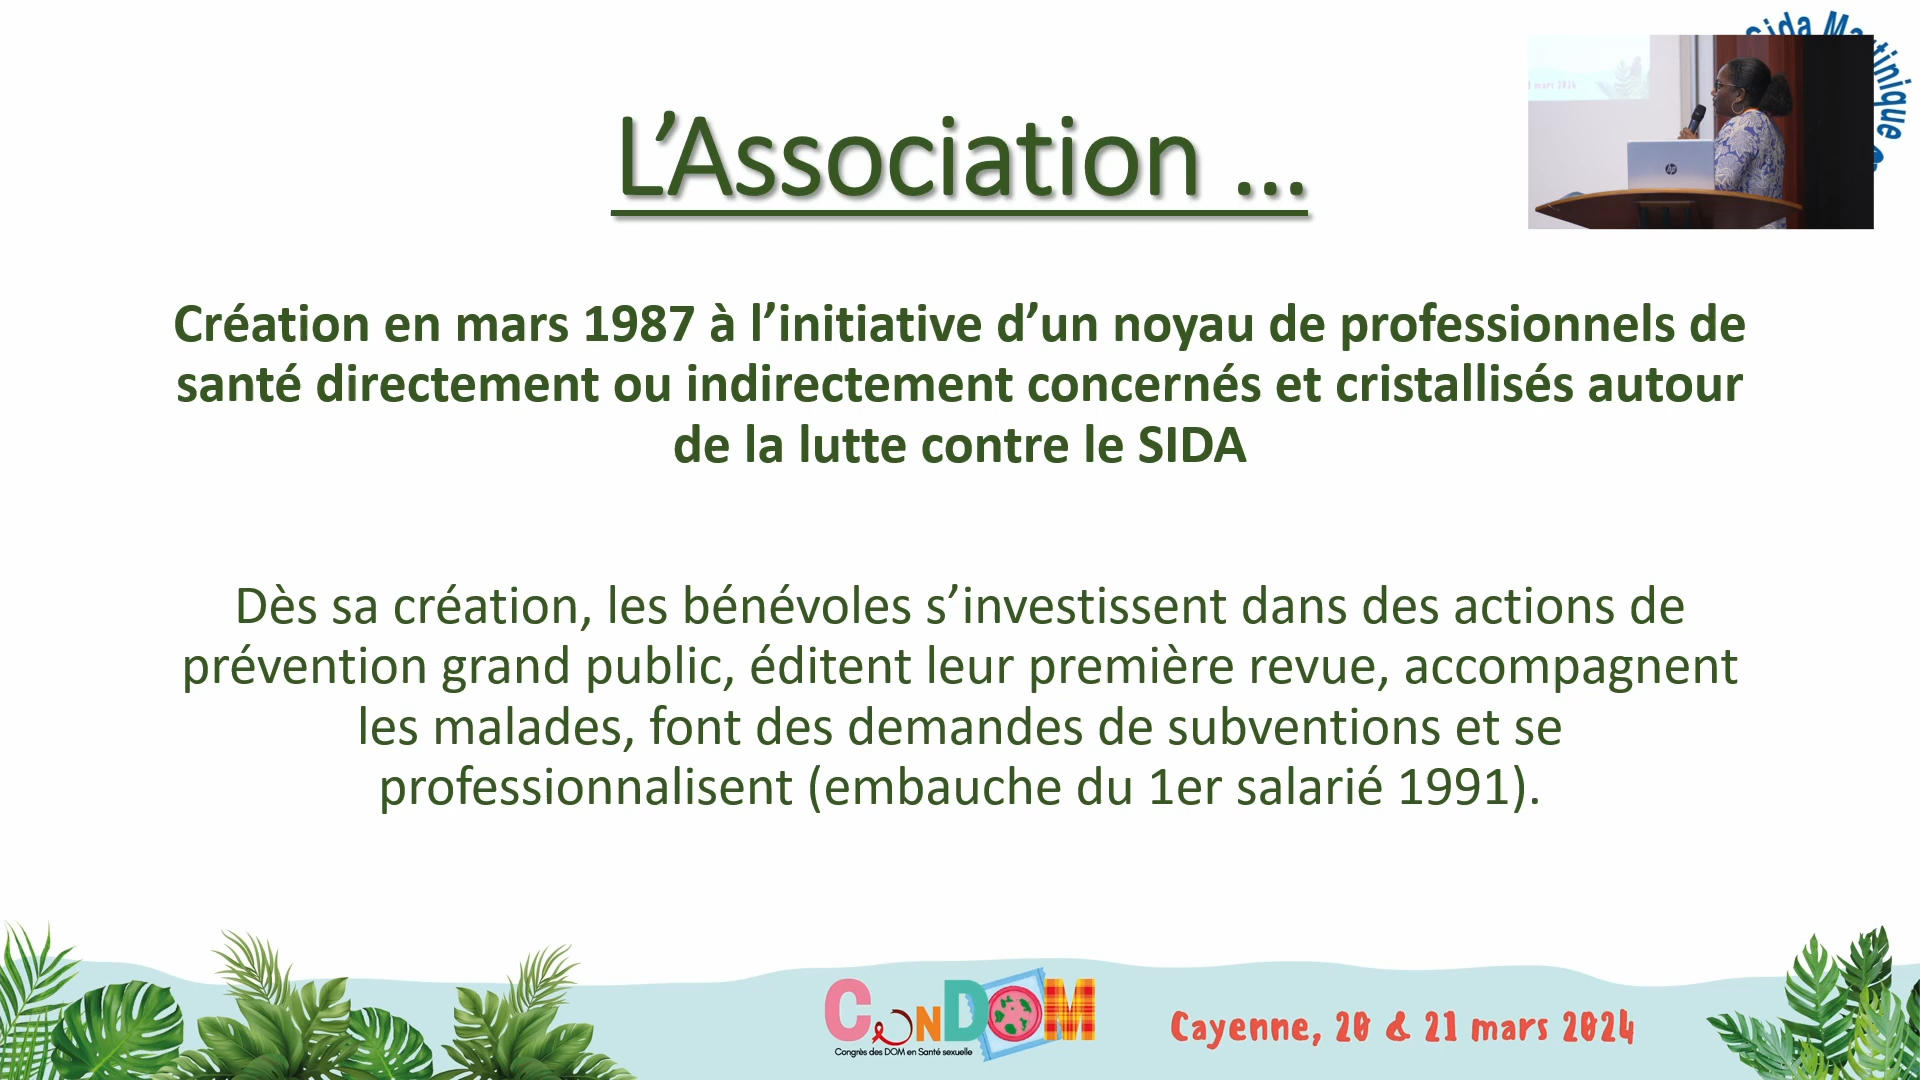 Sida Martinique
L'Association ...
Création en mars 1987 à l'initiative d'un noyau de professionnels de
santé directement ou indirectement concernés et cristallisés autour
de la lutte contre le SIDA
Dès sa création, les bénévoles s'investissent dans des actions de
prévention grand public, éditent leur première revue, accompagnent
les malades, font des demandes de subventions et se
professionnalisent (embauche du 1er salarié 1991).
ConDOM
Congrès des DOM en Santé sexuelle
Cayenne, 20 & 21 mars 2024